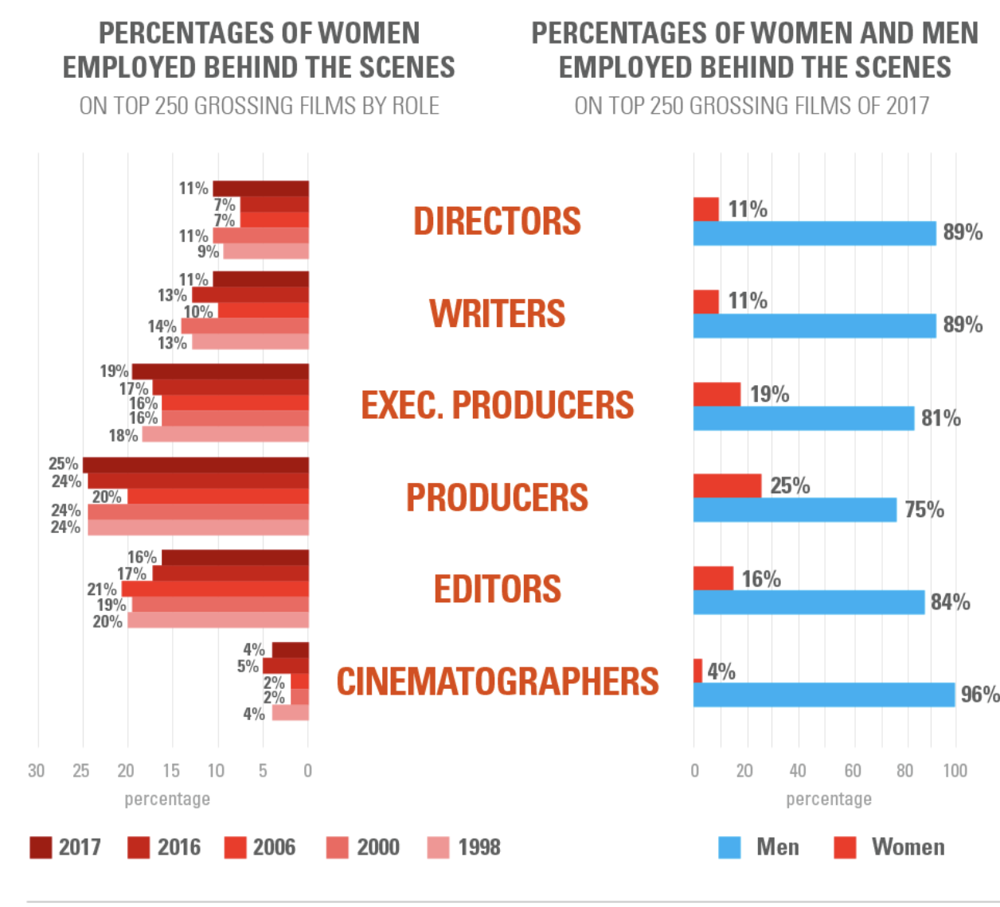 PERCENTAGES OF WOMEN
EMPLOYED BEHIND THE SCENES
ON TOP 250 GROSSING FILMS BY ROLE
PERCENTAGES OF WOMEN AND MEN
EMPLOYED BEHIND THE SCENES
ON TOP 250 GROSSING FILMS OF 2017
11%
7%
7%
11%
9%
DIRECTORS
11%
89%
11%
13%
10%
14%
13%
WRITERS
11%
89%
19%
17%
16%
16%
18%
EXEC. PRODUCERS
19%
81%
25%
24%
20%
24%
24%
PRODUCERS
25%
75%
16%
17%
21%
19%
20%
EDITORS
16%
84%
4%
5%
2%
2%
4%
CINEMATOGRAPHERS
4%
96%
30 25 20 15 10 5 0
percentage
0 20 40 60 80 100
percentage
2017 2016 2006 2000 1998
Men Women